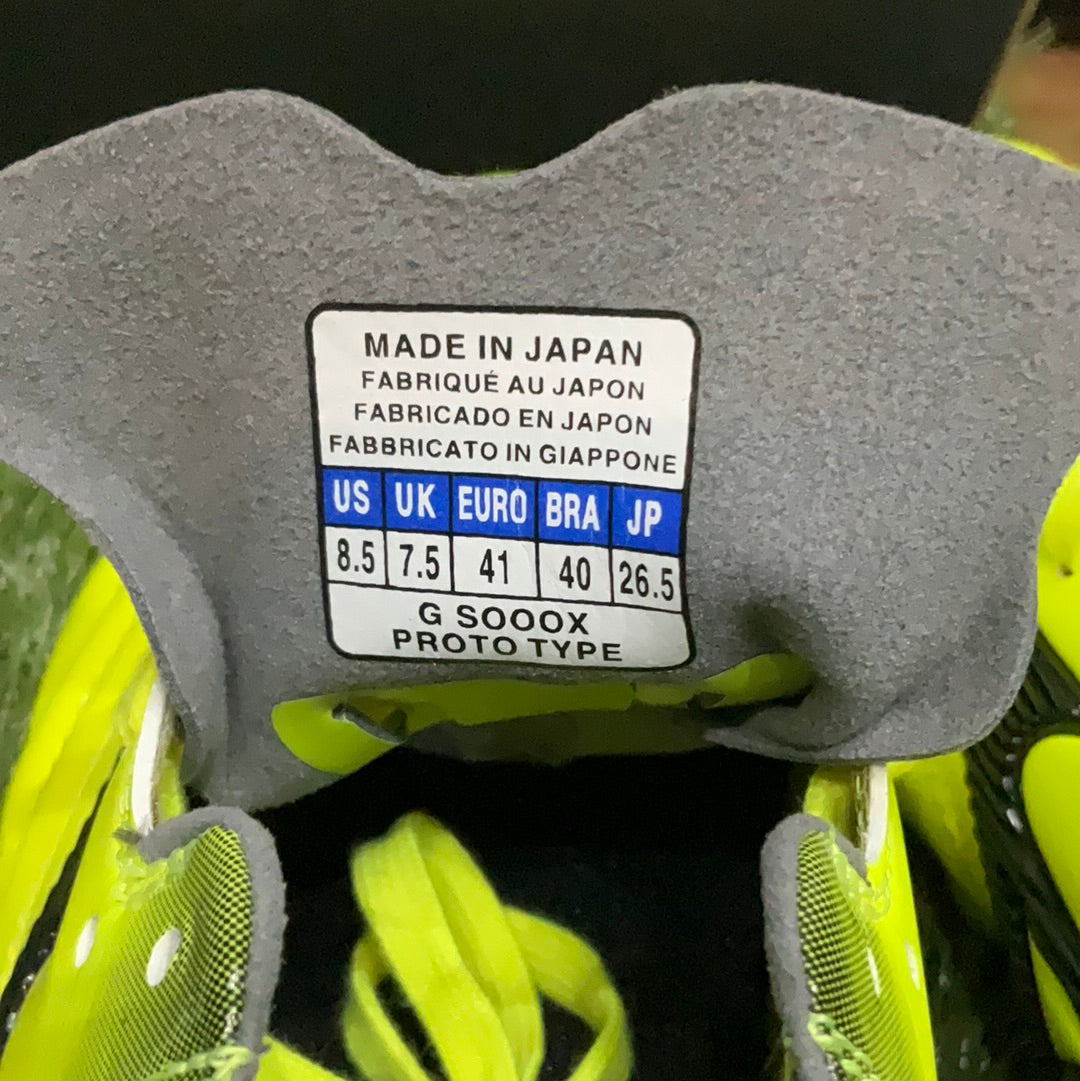 MADE IN JAPAN
FABRIQUÉ AU JAPON
FABRICADO EN JAPON
FABBRICATO IN GIAPPONE
US UK EURO BRA JP
8.5 7.5 41 40 26.5
G SOOOX
PROTO TYPE